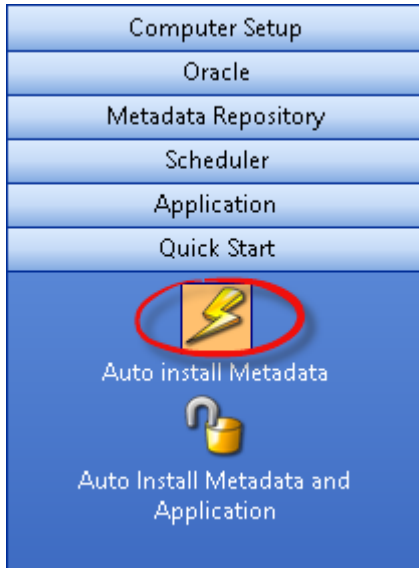 Computer Setup
Oracle
Metadata Repository
Scheduler
Application
Quick Start
Auto install Metadata
Auto Install Metadata and
Application